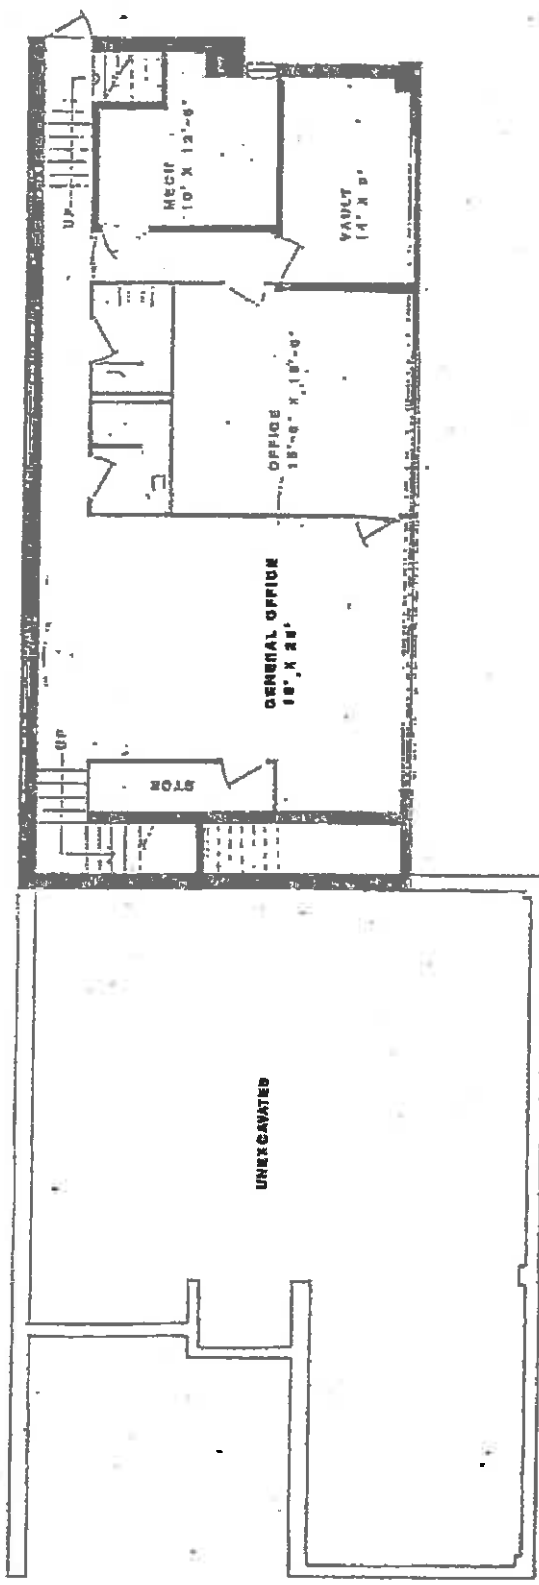 UP
MECH
10' X 12'-6"
VAULT
14' X 9'
OFFICE
GENERAL OFFICE
UP
STOR
UNEXCAVATED